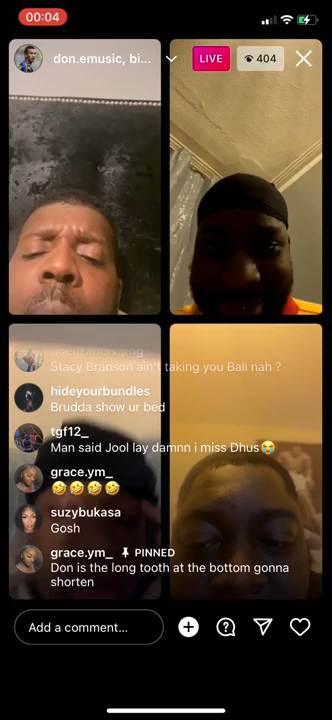 00:04
don.emusic, bi...
LIVE
404
Stacy Branson ain't taking you Bali nah ?
hideyourbundles
Brudda show ur bed
tgf12_
Man said Jool lay damnn i miss Dhus😭
grace.ym_
🤣🤣🤣🤣
suzybukasa
Gosh
grace.ym_ PINNED
Don is the long tooth at the bottom gonna
shorten
Add a comment...